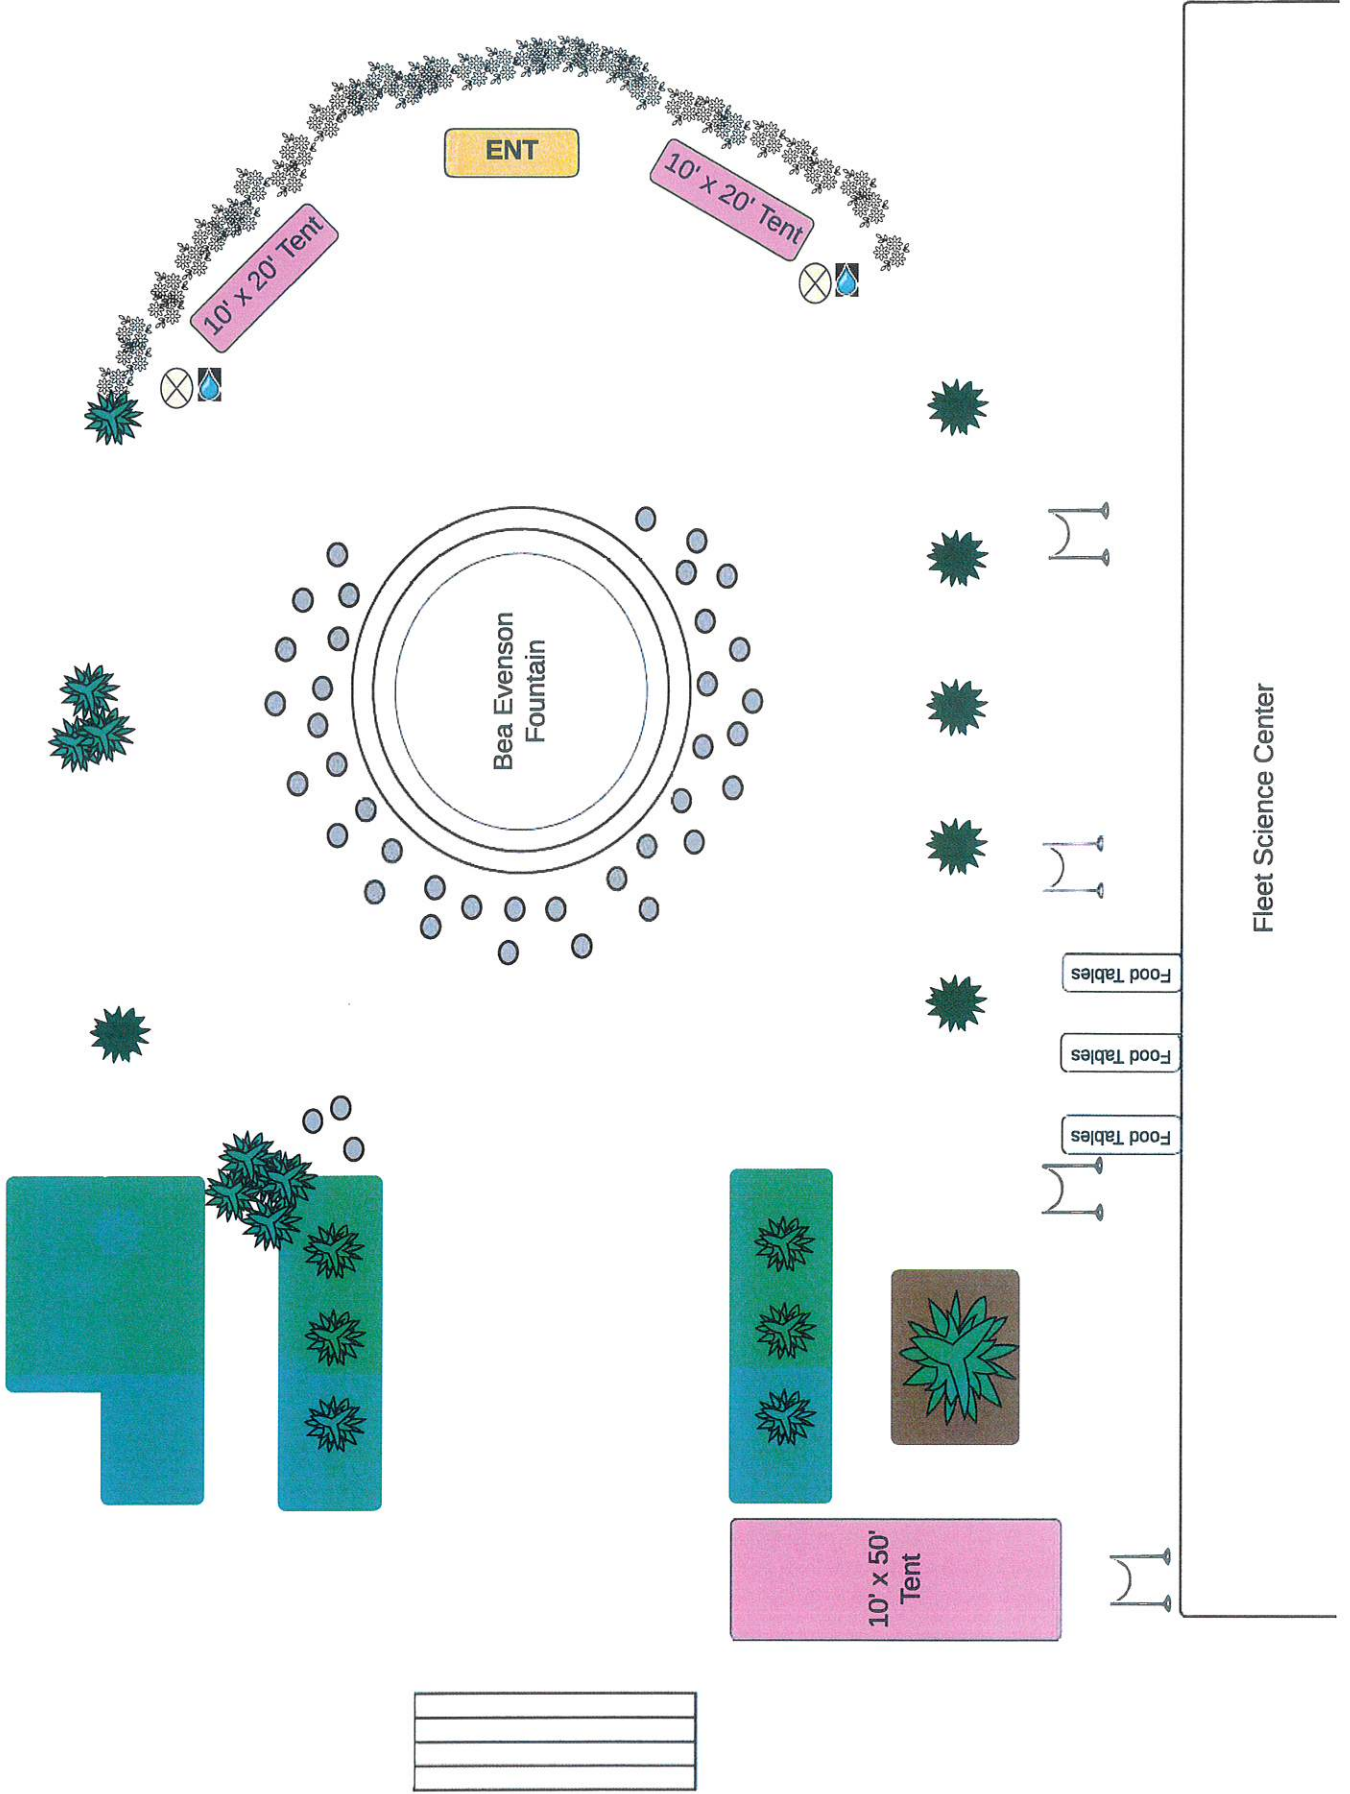 ENT
10' x 20' Tent
10' x 20' Tent
Bea Evenson
Fountain
Fleet Science Center
Food Tables
Food Tables
Food Tables
10' x 50'
Tent